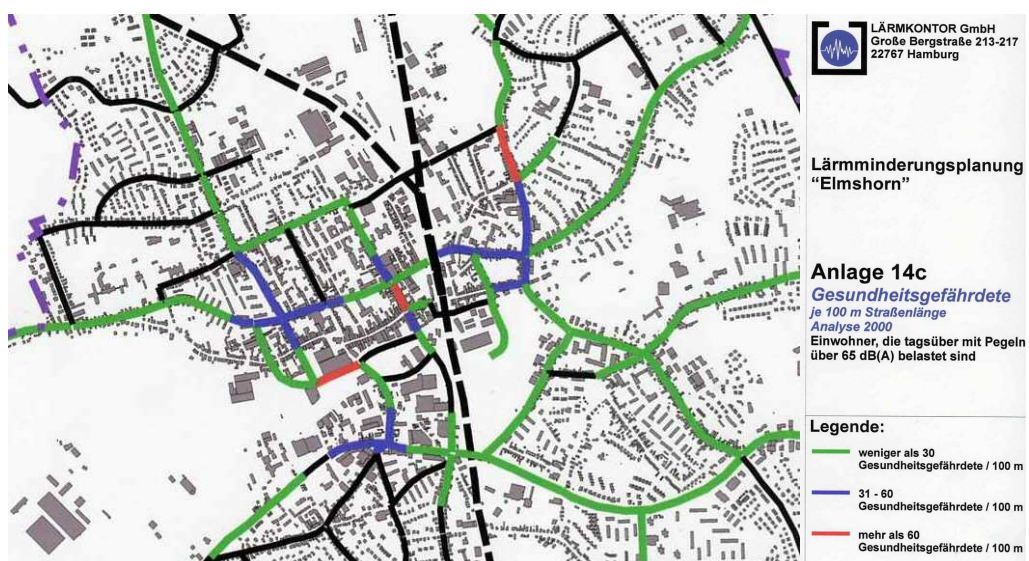 LÄRMKONTOR GmbH
Große Bergstraße 213-217
22767 Hamburg
Lärmminderungsplanung
"Elmshorn"
Anlage 14c
Gesundheitsgefährdete
je 100 m Straßenlänge
Analyse 2000
Einwohner, die tagsüber mit Pegeln
über 65 dB(A) belastet sind
Legende:
weniger als 30
Gesundheitsgefährdete / 100 m
31 - 60
Gesundheitsgefährdete / 100 m
mehr als 60
Gesundheitsgefährdete / 100 m